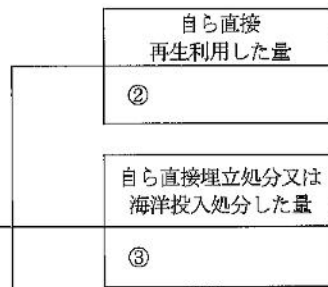 自ら直接
再生利用した量
②
自ら直接埋立処分又は
海洋投入処分した量
③